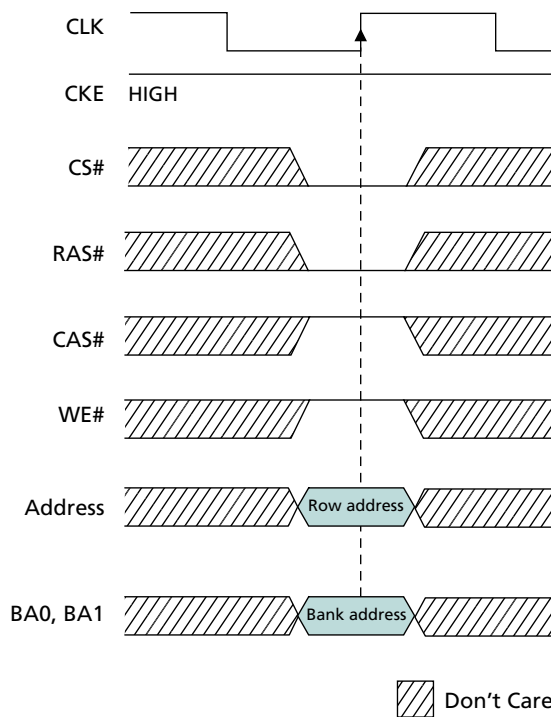 CLK
CKE HIGH
CS#
RAS#
CAS#
WE#
Address Row address
BA0, BA1 Bank address
Don't Care